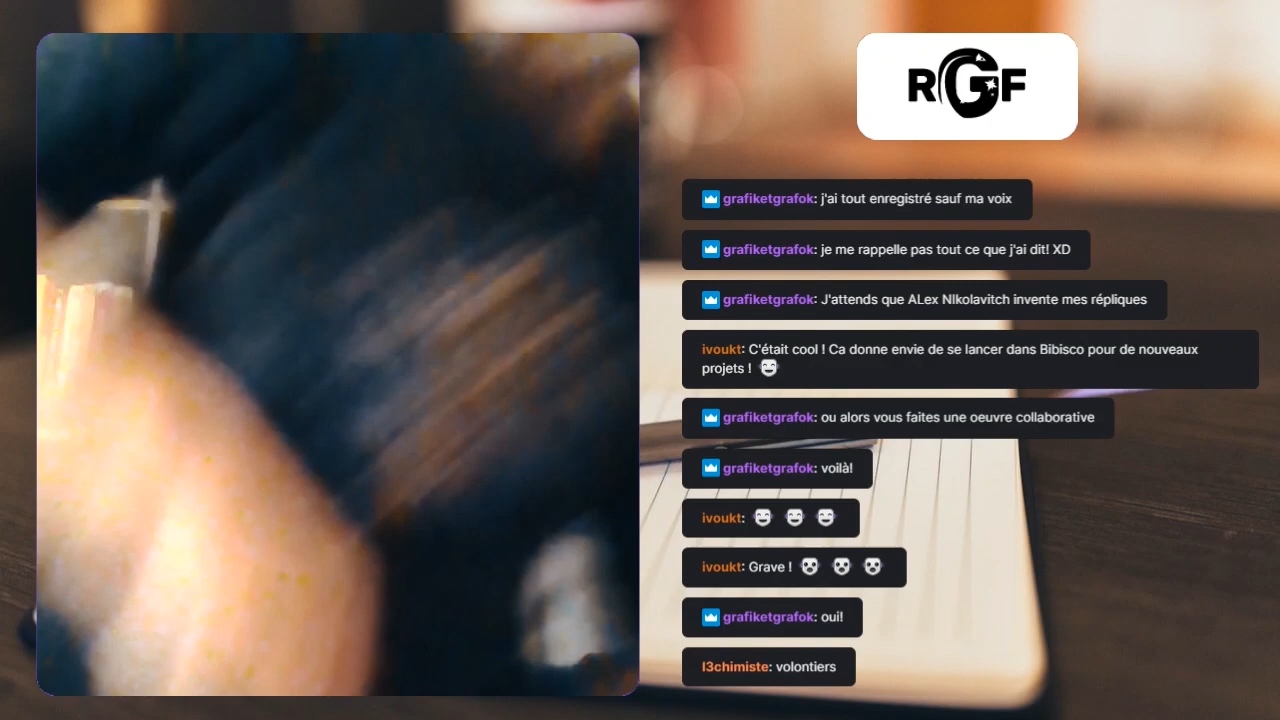 RGF
grafiketgrafok: j'ai tout enregistré sauf ma voix
grafiketgrafok: je me rappelle pas tout ce que j'ai dit! XD
grafiketgrafok: J'attends que ALex NIkolavitch invente mes répliques
ivoukt: C'était cool ! Ca donne envie de se lancer dans Bibisco pour de nouveaux
projets !
grafiketgrafok: ou alors vous faites une oeuvre collaborative
grafiketgrafok: voilà!
ivoukt:
ivoukt: Grave !
grafiketgrafok: oui!
l3chimiste: volontiers